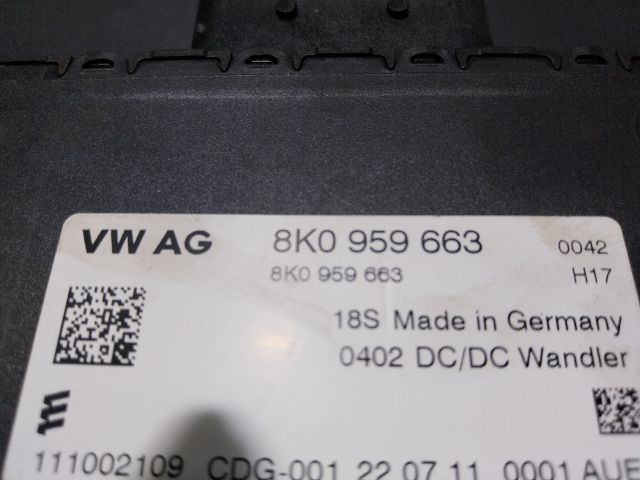 VW AG 8K0 959 663 0042
8K0 959 663 H17
18S Made in Germany
0402 DC/DC Wandler
111002109 CDG-001 22.07.11 0001 AUE